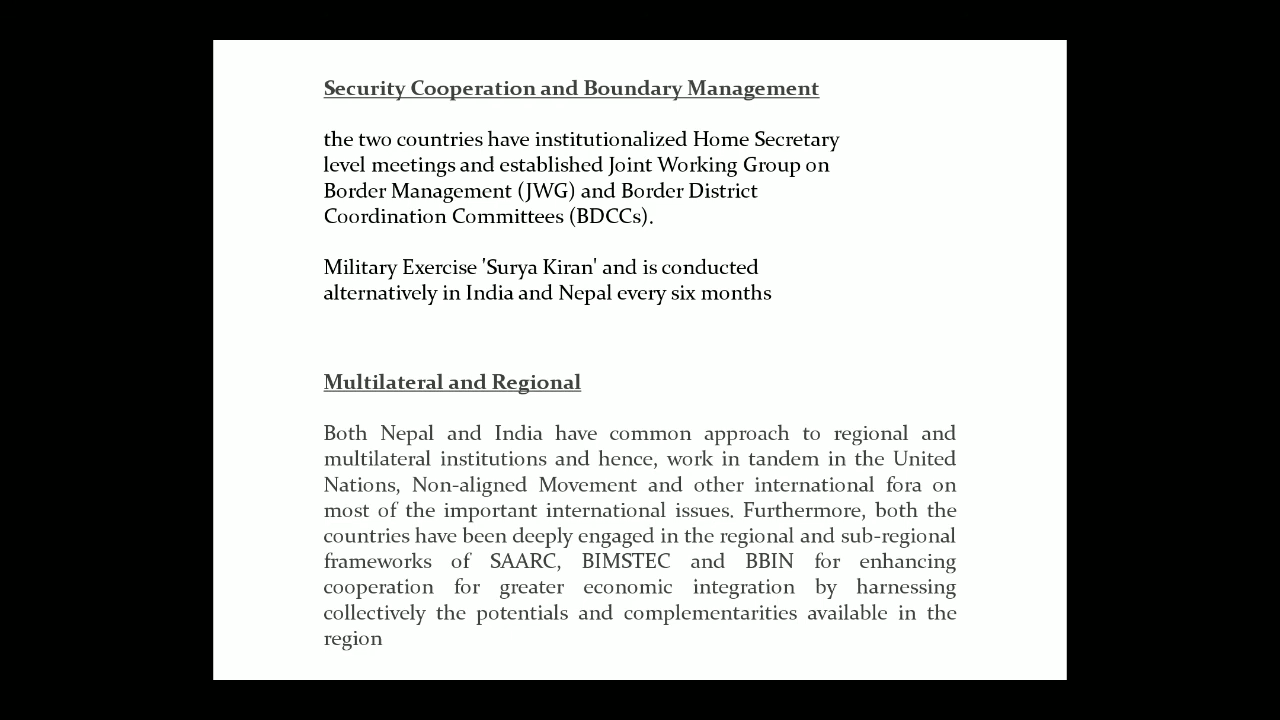 Security Cooperation and Boundary Management
the two countries have institutionalized Home Secretary
level meetings and established Joint Working Group on
Border Management (JWG) and Border District
Coordination Committees (BDCCs).
Military Exercise 'Surya Kiran' and is conducted
alternatively in India and Nepal every six months
Multilateral and Regional
Both Nepal and India have common approach to regional and
multilateral institutions and hence, work in tandem in the United
Nations, Non-aligned Movement and other international fora on
most of the important international issues. Furthermore, both the
countries have been deeply engaged in the regional and sub-regional
frameworks of SAARC, BIMSTEC and BBIN for enhancing
cooperation for greater economic integration by harnessing
collectively the potentials and complementarities available in the
region